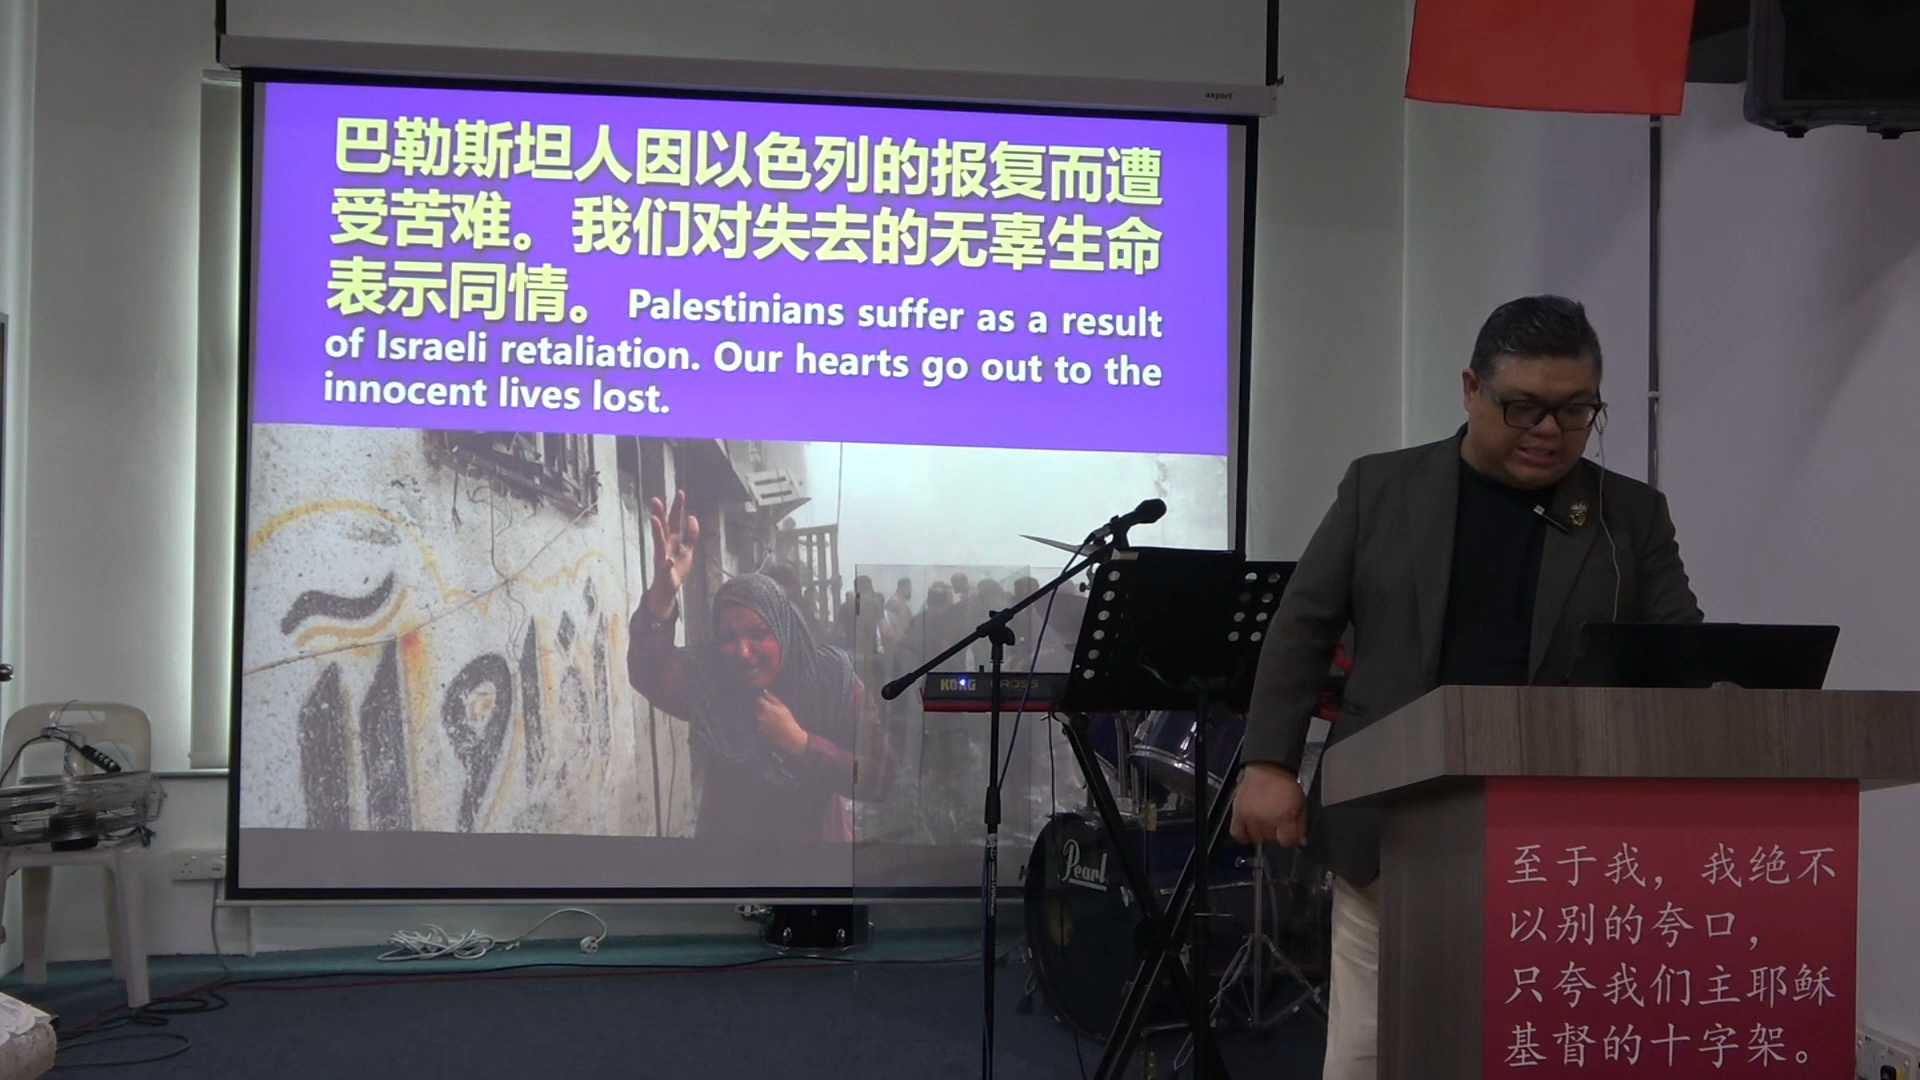 axpert
巴勒斯坦人因以色列的报复而遭
受苦难。我们对失去的无辜生命
表示同情。 Palestinians suffer as a result
of Israeli retaliation. Our hearts go out to the
innocent lives lost.
KORG KROSS
Pearl
至于我，我绝不
以别的夸口，
只夸我们主耶稣
基督的十字架。